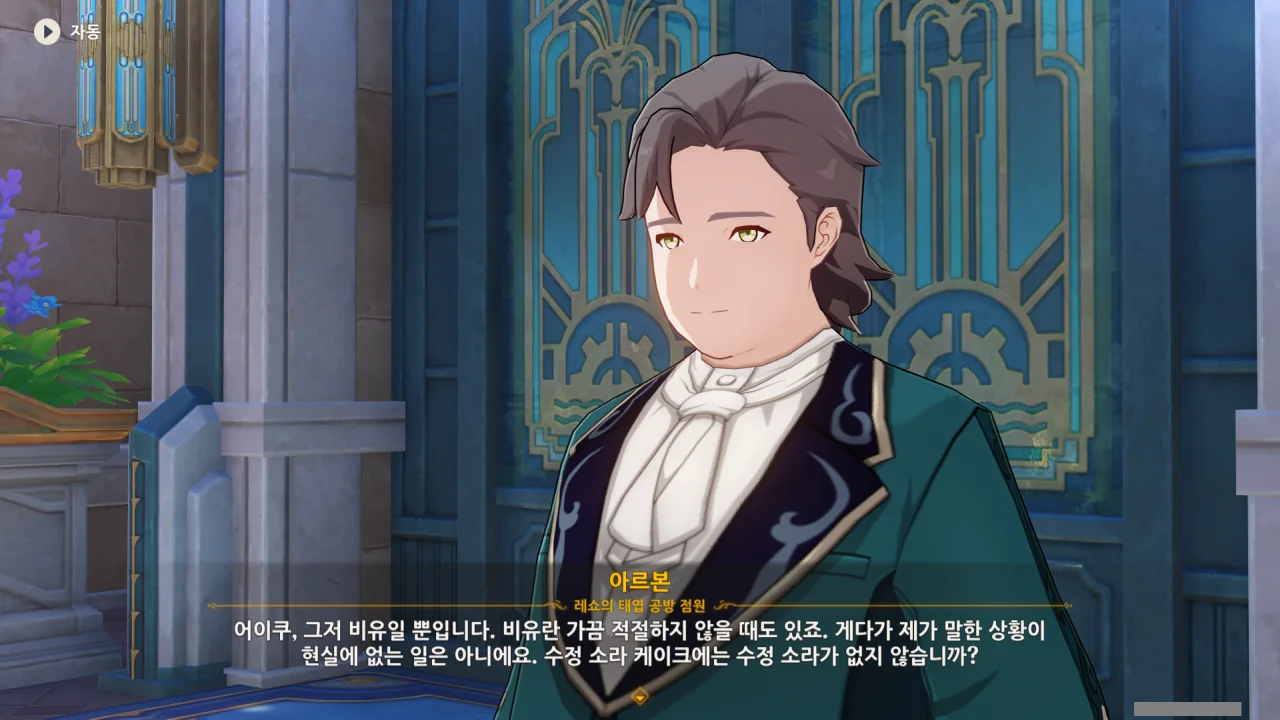 자동
아르본
레쇼의 태엽 공방 점원
어이쿠, 그저 비유일 뿐입니다. 비유란 가끔 적절하지 않을 때도 있죠. 게다가 제가 말한 상황이
현실에 없는 일은 아니에요. 수정 소라 케이크에는 수정 소라가 없지 않습니까?